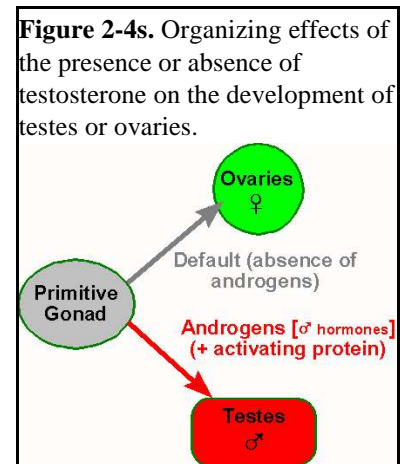 Figure 2-4s. Organizing effects of
the presence or absence of
testosterone on the development of
testes or ovaries.
Ovaries
♀
Default (absence of
androgens)
Primitive
Gonad
Androgens [♂ hormones]
(+ activating protein)
Testes
♂